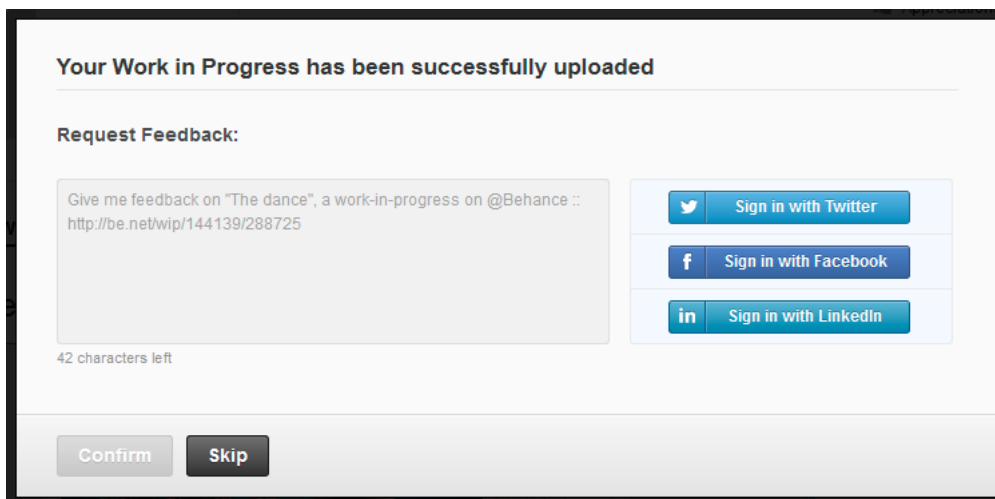 Your Work in Progress has been successfully uploaded
Request Feedback:
Give me feedback on "The dance", a work-in-progress on @Behance ::
http://be.net/wip/144139/288725
Sign in with Twitter
f Sign in with Facebook
in Sign in with LinkedIn
42 characters left
Confirm Skip